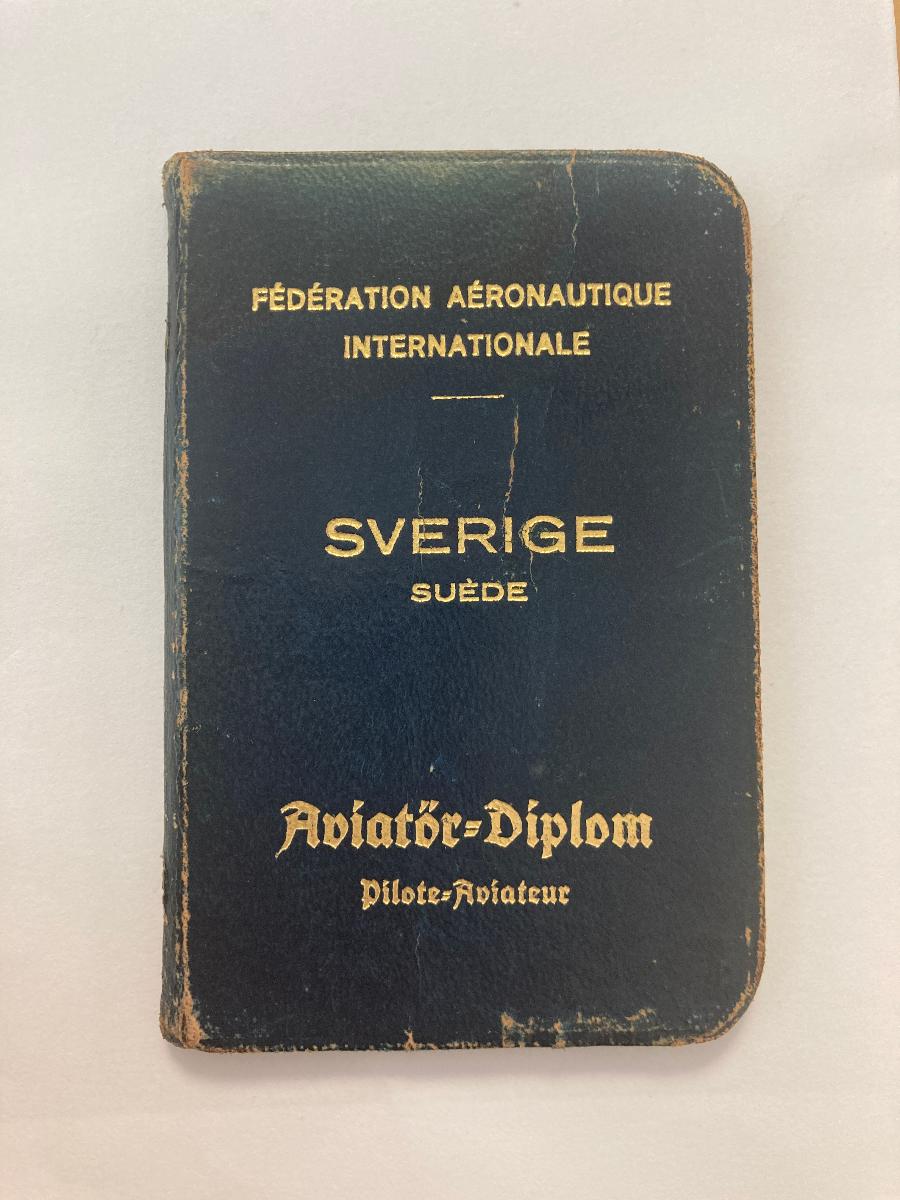 FÉDÉRATION AÉRONAUTIQUE
INTERNATIONALE
SVERIGE
SUÈDE
Aviatör-Diplom
Pilote-Aviateur